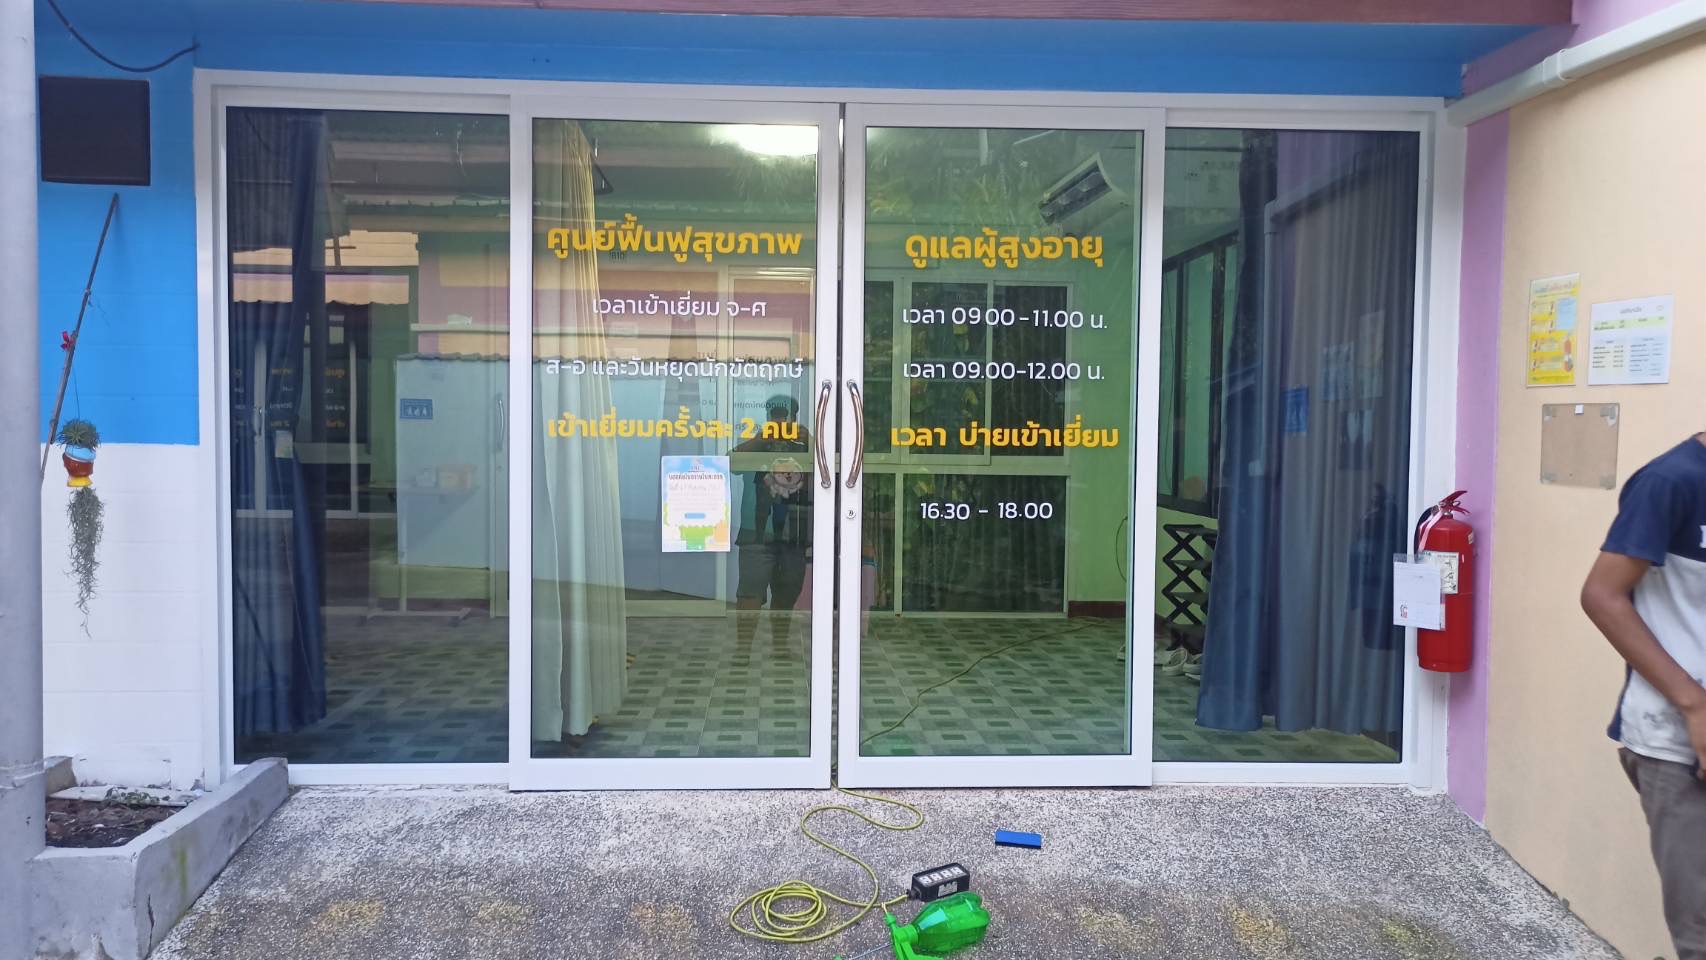 ศูนย์ฟื้นฟูสุขภาพ
ดูแลผู้สูงอายุ
เวลาเข้าเยี่ยม จ-ศ
เวลา 09 00 -11.00 น.
ส-อ และวันหยุดนักขัตฤกษ์
เวลา 09.00-12.00 น.
เข้าเยี่ยมครั้งละ 2 คน
เวลา บ่ายเข้าเยี่ยม
16.30 - 18.00